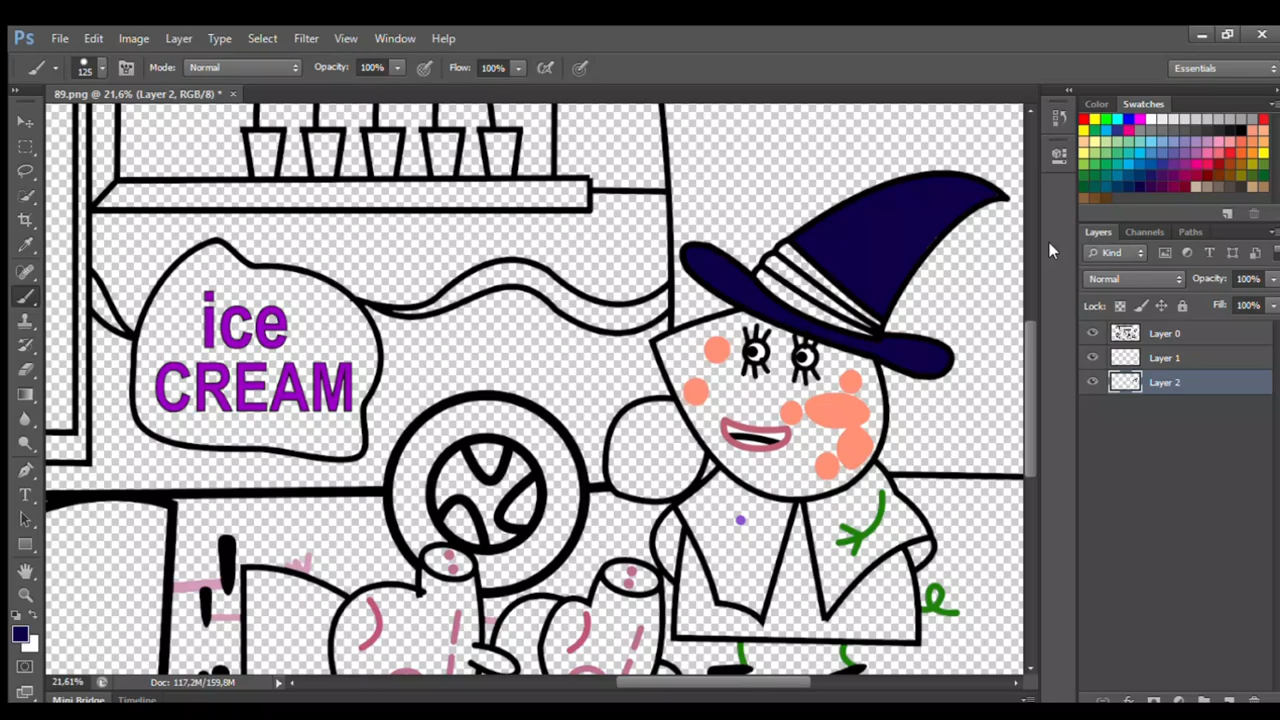 Ps File Edit Image Layer Type Select Filter View Window Help
125 Mode: Normal Opacity: 100% Flow: 100% Essentials
89.png @ 21,6% (Layer 2, RGB/8) * ×
Color Swatches
Layers Channels Paths
Kind
Normal Opacity: 100%
Lock: Fill: 100%
Layer 0
Layer 1
Layer 2
ice
CREAM
21,61% Doc: 117,2M/159,8M
Mini Bridge Timeline